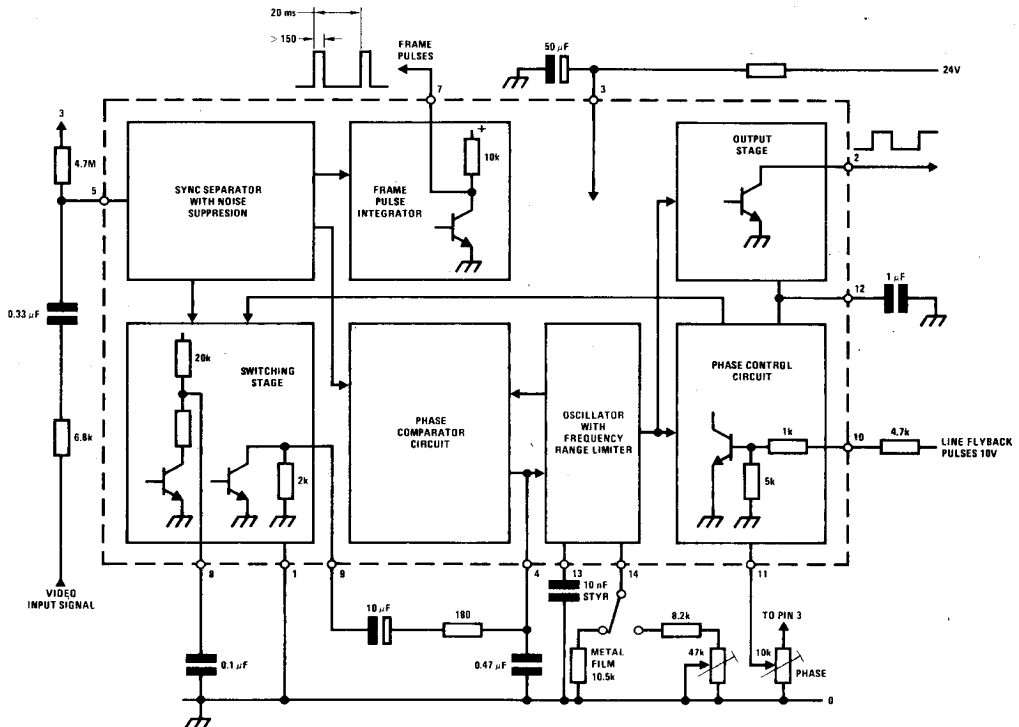 20 ms
> 150
FRAME
PULSES
50 µF
24V
7
3
3
4.7M
5
SYNC SEPARATOR
WITH NOISE
SUPPRESION
+
10k
FRAME
PULSE
INTEGRATOR
OUTPUT
STAGE
2
12
1 µF
0.33 µF
20k
SWITCHING
STAGE
2k
PHASE
COMPARATOR
CIRCUIT
OSCILLATOR
WITH
FREQUENCY
RANGE LIMITER
PHASE CONTROL
CIRCUIT
1k
5k
10
4.7k
LINE FLYBACK
PULSES 10V
6.8k
VIDEO
INPUT SIGNAL
8
1
9
4
13
14
11
10 nF
STYR
10 µF
180
0.1 µF
0.47 µF
METAL
FILM
10.5k
8.2k
47k
TO PIN 3
10k
PHASE
0